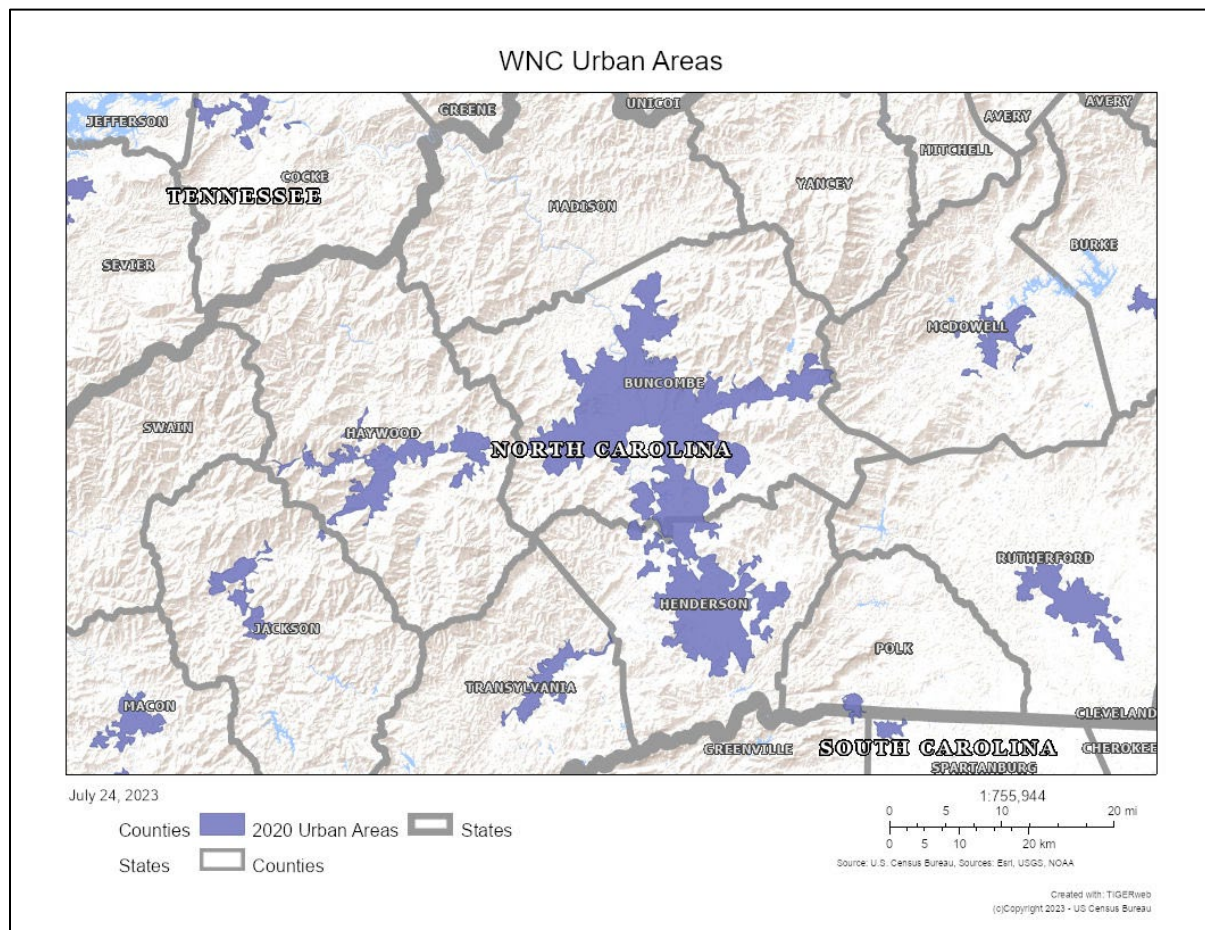 WNC Urban Areas
GREENE
UNICOI
AVERY
AVERY
JEFFERSON
MITCHELL
COCKE
YANCEY
TENNESSEE
MADISON
BURKE
SEVIER
MCDOWELL
BUNCOMBE
SWAIN
HAYWOOD
NORTH CAROLINA
RUTHERFORD
HENDERSON
JACKSON
POLK
TRANSYLVANIA
MACON
CLEVELAND
GREENVILLE
SOUTH CAROLINA
CHEROKEE
SPARTANBURG
July 24, 2023
1:755,944
Counties 2020 Urban Areas States
States Counties
0 5 10 20 mi
0 5 10 20 km
Source: U.S. Census Bureau, Sources: Esri, USGS, NOAA
Created with: TIGERweb
(c)Copyright 2023 - US Census Bureau